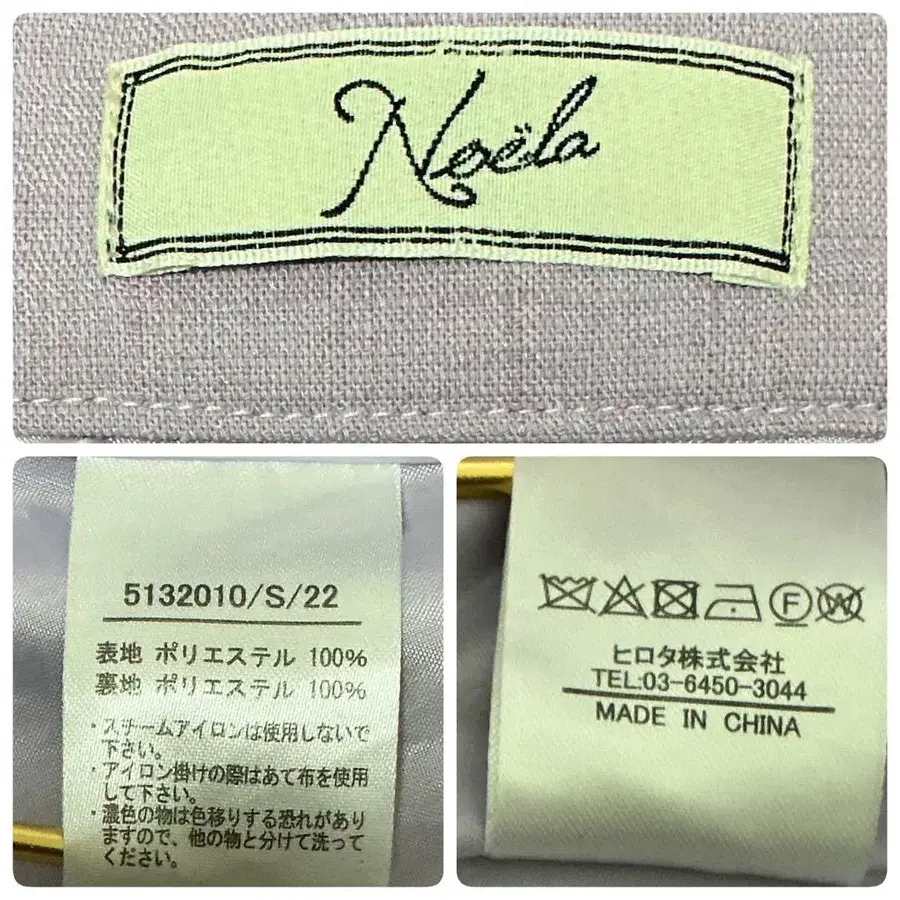 Noëla
5132010/S/22
表地 ポリエステル 100%
裏地 ポリエステル 100%
・スチームアイロンは使用しないで
下さい。
・アイロン掛けの際はあて布を使用
して下さい。
・濃色の物は色移りする恐れがあり
ますので、他の物と分けて洗って
ください。
F W
ヒロタ株式会社
TEL:03-6450-3044
MADE IN CHINA